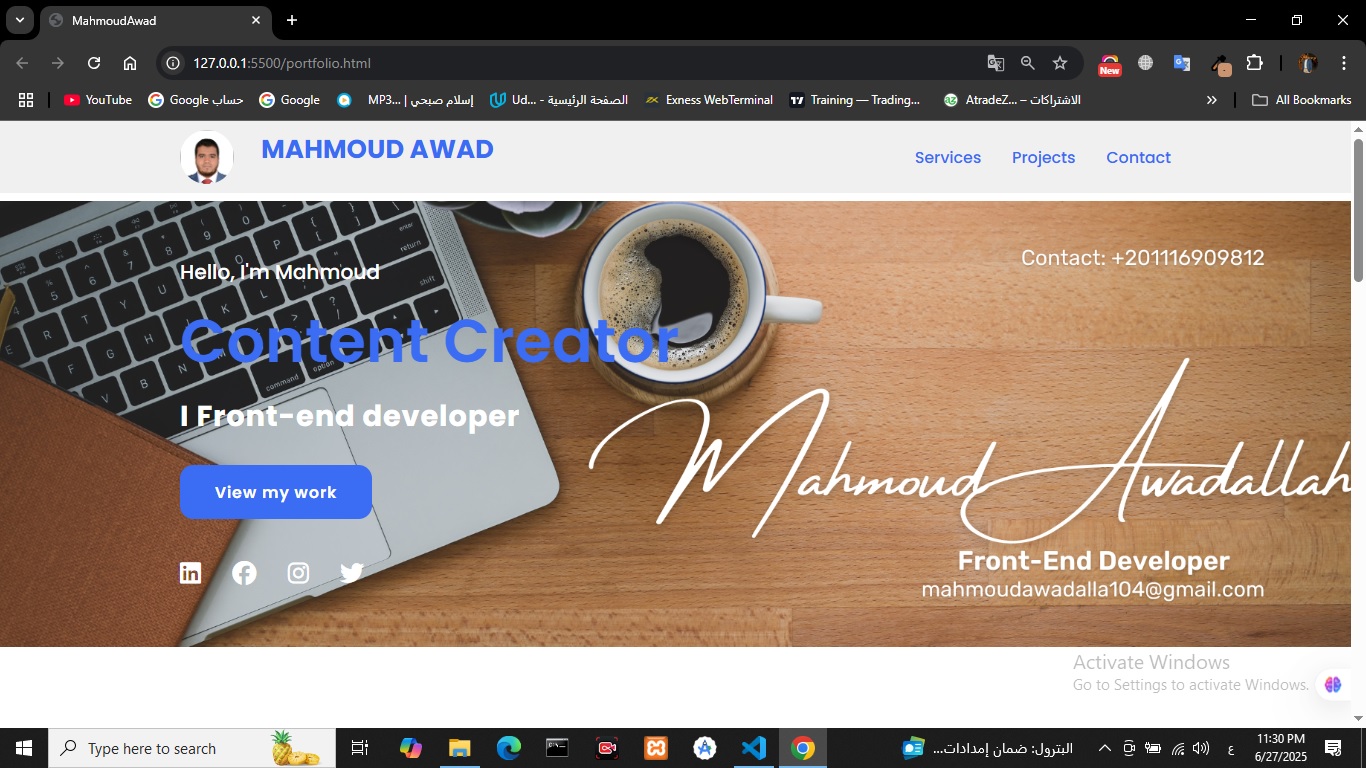 MahmoudAwad
127.0.0.1:5500/portfolio.html
New
YouTube
حساب Google
Google
إسلام صبحي | ...MP3
الصفحة الرئيسية - ...Ud
Exness WebTerminal
Training — Trading...
الاشتراكات – ...AtradeZ
All Bookmarks
MAHMOUD AWAD
Services
Projects
Contact
Contact: +201116909812
Hello, I'm Mahmoud
Content Creator
I Front-end developer
Mahmoud Awadallah
View my work
Front-End Developer
mahmoudawadalla104@gmail.com
Activate Windows
Go to Settings to activate Windows.
Type here to search
البترول: ضمان إمدادات...
ع
11:30 PM
6/27/2025